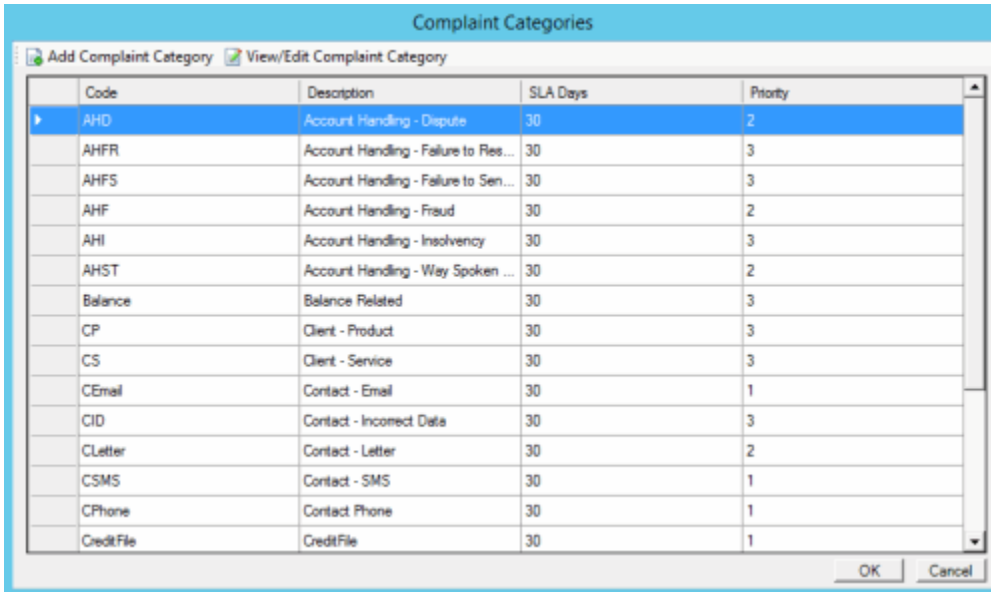 Complaint Categories
Add Complaint Category View/Edit Complaint Category
Code Description SLA Days Priority
AHD Account Handling - Dispute 30 2
AHFR Account Handling - Failure to Res... 30 3
AHFS Account Handling - Failure to Sen... 30 3
AHF Account Handling - Fraud 30 2
AHI Account Handling - Insolvency 30 3
AHST Account Handling - Way Spoken ... 30 2
Balance Balance Related 30 3
CP Client - Product 30 3
CS Client - Service 30 3
CEmail Contact - Email 30 1
CID Contact - Incorrect Data 30 3
CLetter Contact - Letter 30 2
CSMS Contact - SMS 30 1
CPhone Contact Phone 30 1
CreditFile CreditFile 30 1
OK Cancel